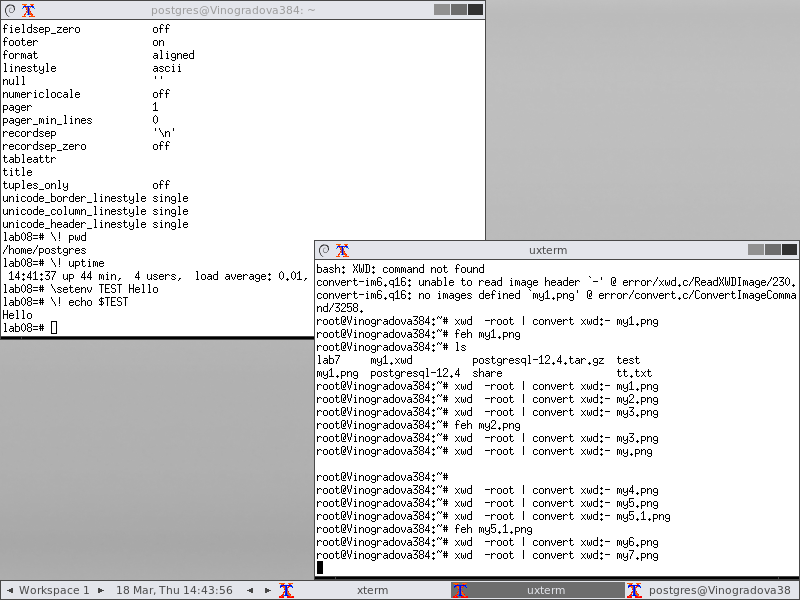 postgres@Vinogradova384: ~
fieldsep_zero off
footer on
format aligned
linestyle ascii
null ''
numericlocale off
pager 1
pager_min_lines 0
recordsep '\n'
recordsep_zero off
tableattr
title
tuples_only off
unicode_border_linestyle single
unicode_column_linestyle single
unicode_header_linestyle single
lab08=# \! pwd
/home/postgres
lab08=# \! uptime
 14:41:37 up 44 min,  4 users,  load average: 0.01,
lab08=# \setenv TEST Hello
lab08=# \! echo $TEST
Hello
lab08=#
uxterm
bash: XWD: command not found
convert-im6.q16: unable to read image header `-' @ error/xwd.c/ReadXWDImage/230.
convert-im6.q16: no images defined `my1.png' @ error/convert.c/ConvertImageComma
nd/3258.
root@Vinogradova384:~# xwd  -root | convert xwd:- my1.png
root@Vinogradova384:~# feh my1.png
root@Vinogradova384:~# ls
lab7 my1.xwd postgresql-12.4.tar.gz test
my1.png postgresql-12.4 share tt.txt
root@Vinogradova384:~# xwd  -root | convert xwd:- my1.png
root@Vinogradova384:~# xwd  -root | convert xwd:- my2.png
root@Vinogradova384:~# xwd  -root | convert xwd:- my3.png
root@Vinogradova384:~# feh my2.png
root@Vinogradova384:~# xwd  -root | convert xwd:- my3.png
root@Vinogradova384:~# xwd  -root | convert xwd:- my.png
root@Vinogradova384:~#
root@Vinogradova384:~# xwd  -root | convert xwd:- my4.png
root@Vinogradova384:~# xwd  -root | convert xwd:- my5.png
root@Vinogradova384:~# xwd  -root | convert xwd:- my5.1.png
root@Vinogradova384:~# feh my5.1.png
root@Vinogradova384:~# xwd  -root | convert xwd:- my6.png
root@Vinogradova384:~# xwd  -root | convert xwd:- my7.png
Workspace 1 18 Mar, Thu 14:43:56 xterm uxterm postgres@Vinogradova38